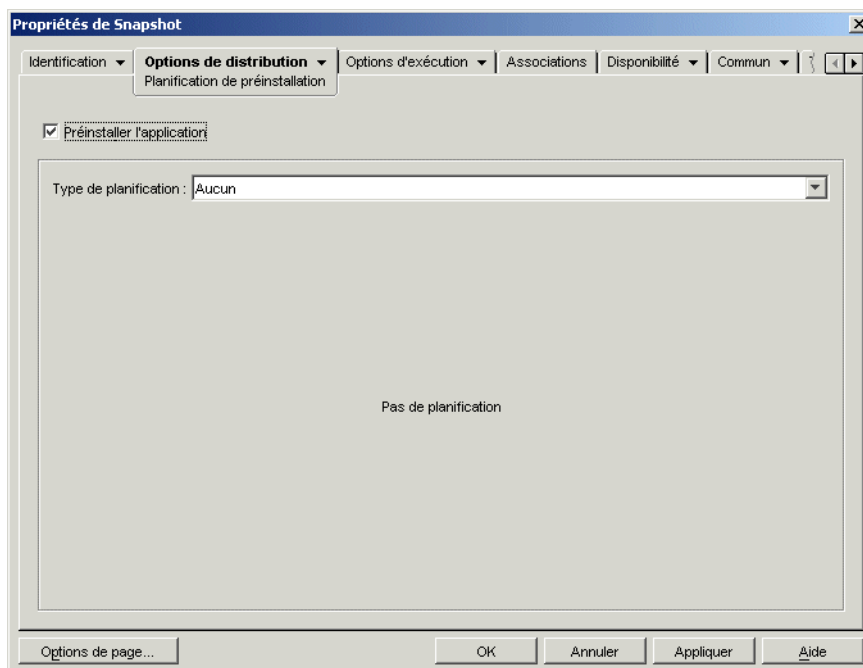 Propriétés de Snapshot
Identification
Options de distribution
Options d'exécution
Associations
Disponibilité
Commun
Planification de préinstallation
Préinstaller l'application
Type de planification : Aucun
Pas de planification
Options de page...
OK
Annuler
Appliquer
Aide